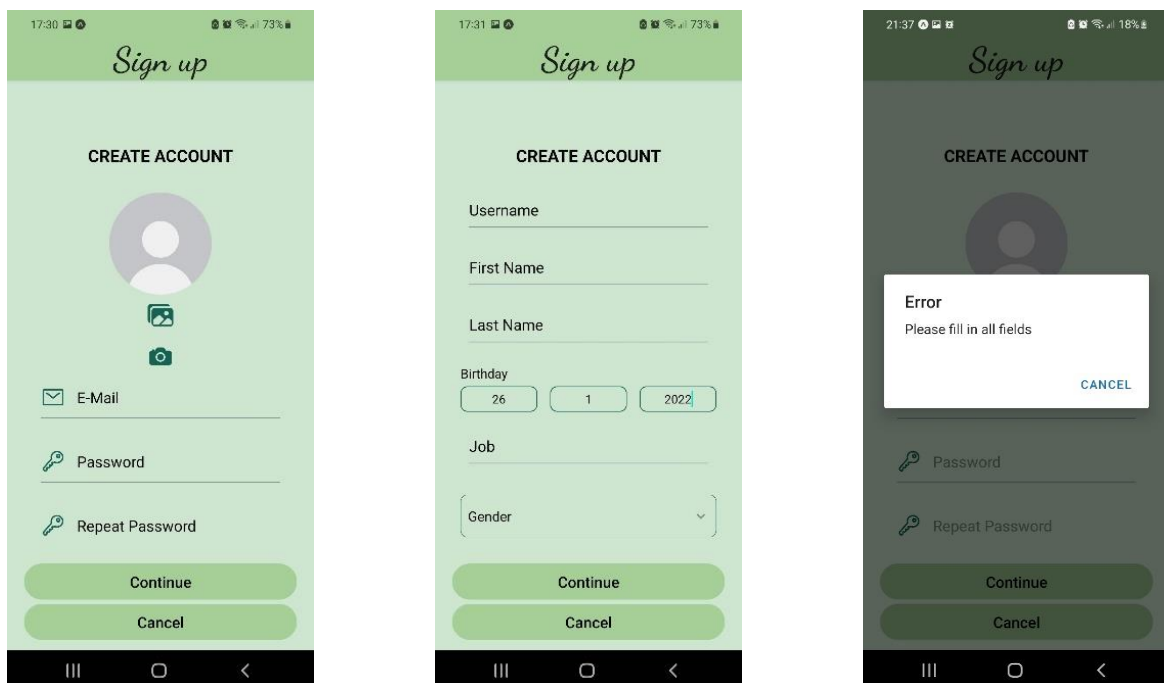 17:30 73%
Sign up
CREATE ACCOUNT
E-Mail
Password
Repeat Password
Continue
Cancel
17:31 73%
Sign up
CREATE ACCOUNT
Username
First Name
Last Name
Birthday
26 1 2022
Job
Gender
Continue
Cancel
21:37 18%
Sign up
CREATE ACCOUNT
Error
Please fill in all fields
CANCEL
Password
Repeat Password
Continue
Cancel